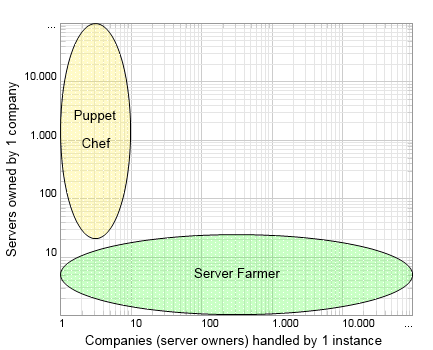 ...
10.000
1.000
100
10
Servers owned by 1 company
Puppet
Chef
Server Farmer
1 10 100 1.000 10.000 ...
Companies (server owners) handled by 1 instance